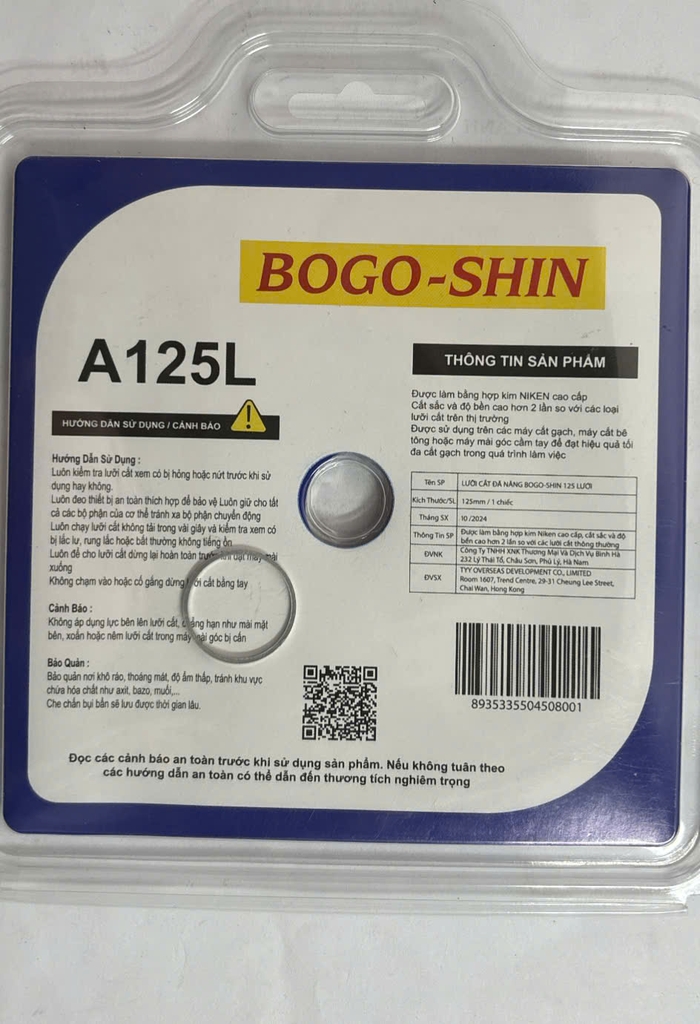 BOGO-SHIN
A125L
HƯỚNG DẪN SỬ DỤNG / CẢNH BÁO
Hướng Dẫn Sử Dụng :
Luôn kiểm tra lưỡi cắt xem có bị hỏng hoặc nứt trước khi sử
dụng hay không.
Luôn đeo thiết bị an toàn thích hợp để bảo vệ Luôn giữ cho tất
cả các bộ phận của cơ thể tránh xa bộ phận chuyển động
Luôn chạy lưỡi cắt không tải trong vài giây và kiểm tra xem có
bị lắc lư, rung lắc hoặc bất thường không tiếng ồn
Luôn để cho lưỡi cắt dừng lại hoàn toàn trước khi đặt máy mài
xuống
Không chạm vào hoặc cố gắng dừng lưỡi cắt bằng tay
Cảnh Báo :
Không áp dụng lực bên lên lưỡi cắt, chẳng hạn như mài mặt
bên, xoắn hoặc nêm lưỡi cắt trong máy mài góc bị cấn
Bảo Quản :
Bảo quản nơi khô ráo, thoáng mát, độ ẩm thấp, tránh khu vực
chứa hóa chất như axit, bazo, muối,...
Che chắn bụi bẩn sẽ lưu được thời gian lâu.
THÔNG TIN SẢN PHẨM
Được làm bằng hợp kim NIKEN cao cấp
Cắt sắc và độ bền cao hơn 2 lần so với các loại
lưỡi cắt trên thị trường
Được sử dụng trên các máy cắt gạch, máy cắt bê
tông hoặc máy mài góc cầm tay để đạt hiệu quả tối
đa cắt gạch trong quá trình làm việc
Tên SP LƯỠI CẮT ĐÁ NĂNG BOGO-SHIN 125 LƯỚI
Kích Thước/SL 125mm / 1 chiếc
Tháng SX 10/2024
Thông Tin SP Được làm bằng hợp kim Niken cao cấp, cắt sắc và độ
bền cao hơn 2 lần so với các lưỡi cắt thông thường
ĐVNK Công Ty TNHH XNK Thương Mại Và Dịch Vụ Bình Hà
232 Lý Thái Tổ, Châu Sơn, Phủ Lý, Hà Nam
ĐVSX TYY OVERSEAS DEVELOPMENT CO., LIMITED
Room 1607, Trend Centre, 29-31 Cheung Lee Street,
Chai Wan, Hong Kong
8935335504508001
Đọc các cảnh báo an toàn trước khi sử dụng sản phẩm. Nếu không tuân theo
các hướng dẫn an toàn có thể dẫn đến thương tích nghiêm trọng